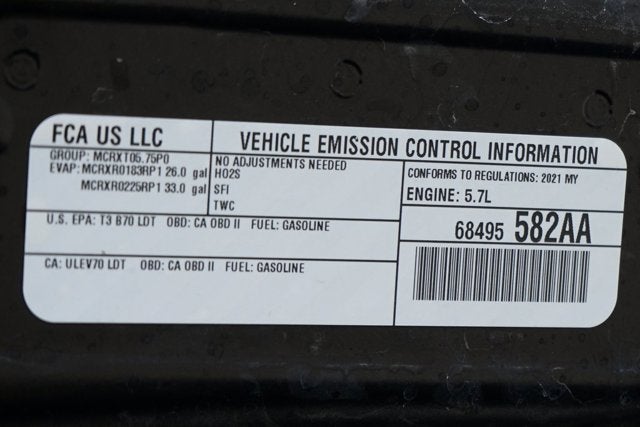 FCA US LLC
VEHICLE EMISSION CONTROL INFORMATION
GROUP: MCRXT05.75P0
EVAP: MCRXR0183RP1 26.0 gal
MCRXR0225RP1 33.0 gal
NO ADJUSTMENTS NEEDED
HO2S
SFI
TWC
CONFORMS TO REGULATIONS: 2021 MY
ENGINE: 5.7L
U.S. EPA: T3 B70 LDT OBD: CA OBD II FUEL: GASOLINE
CA: ULEV70 LDT OBD: CA OBD II FUEL: GASOLINE
68495 582AA